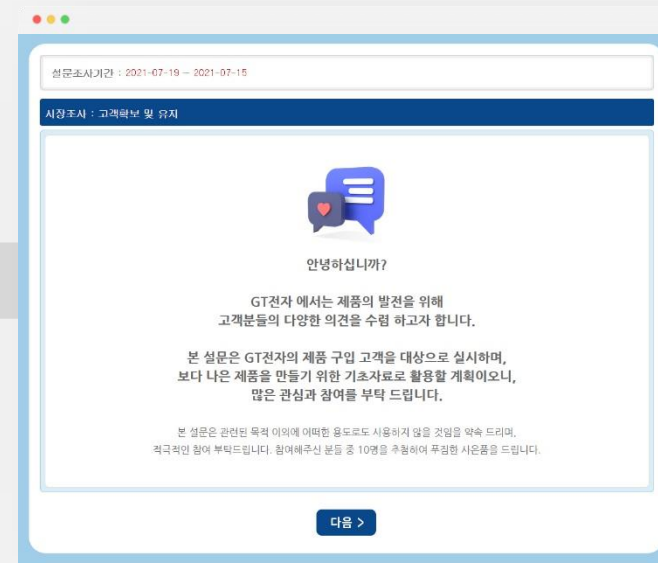 설문조사기간 : 2021-07-19 ~ 2021-07-15
시장조사 : 고객확보 및 유지
안녕하십니까?
GT전자 에서는 제품의 발전을 위해
고객분들의 다양한 의견을 수렴 하고자 합니다.
본 설문은 GT전자의 제품 구입 고객을 대상으로 실시하며,
보다 나은 제품을 만들기 위한 기초자료로 활용할 계획이오니,
많은 관심과 참여를 부탁 드립니다.
본 설문은 관련된 목적 이외에 어떠한 용도로도 사용하지 않을 것임을 약속 드리며,
적극적인 참여 부탁드립니다. 참여해주신 분들 중 10명을 추첨하여 푸짐한 사은품을 드립니다.
다음 >